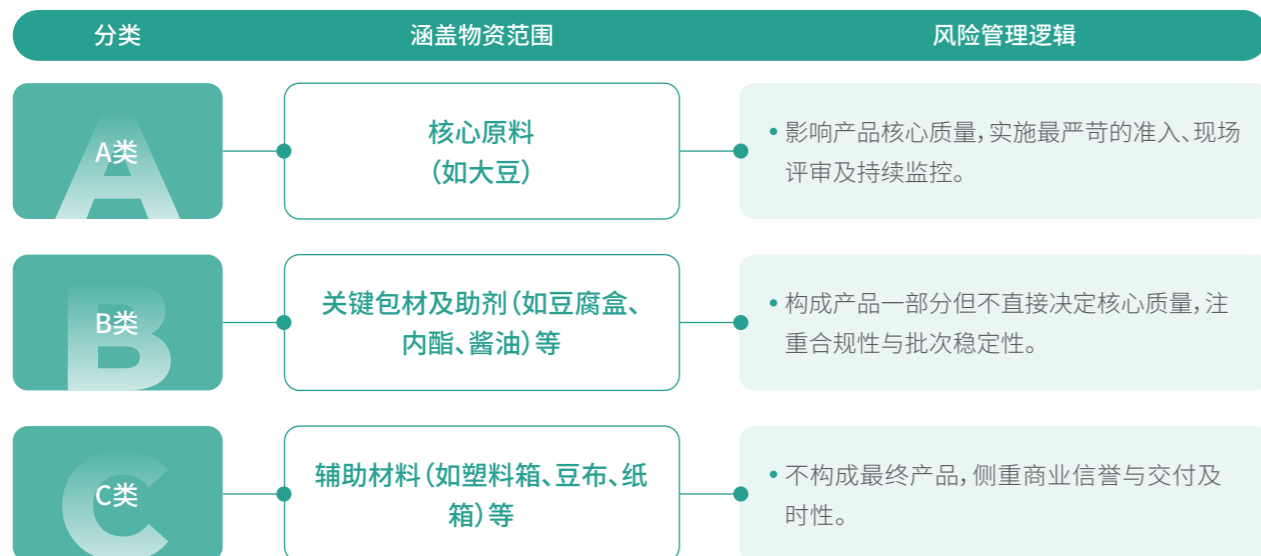 分类
涵盖物资范围
风险管理逻辑
A
A类
核心原料
（如大豆）
• 影响产品核心质量，实施最严苛的准入、现场
评审及持续监控。
B
B类
关键包材及助剂（如豆腐盒、
内酯、酱油）等
• 构成产品一部分但不直接决定核心质量，注
重合规性与批次稳定性。
C
C类
辅助材料（如塑料箱、豆布、纸
箱）等
• 不构成最终产品，侧重商业信誉与交付及
时性。